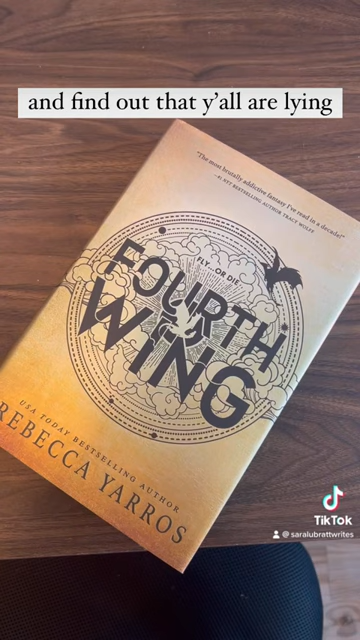 and find out that y'all are lying
"The most brutally addictive fantasy I've read in a decade!"
—#1 NYT BESTSELLING AUTHOR TRACY WOLFF
FLY...OR DIE
FOURTH
WING
USA TODAY BESTSELLING AUTHOR
REBECCA YARROS
TikTok
@ saralubrattwrites